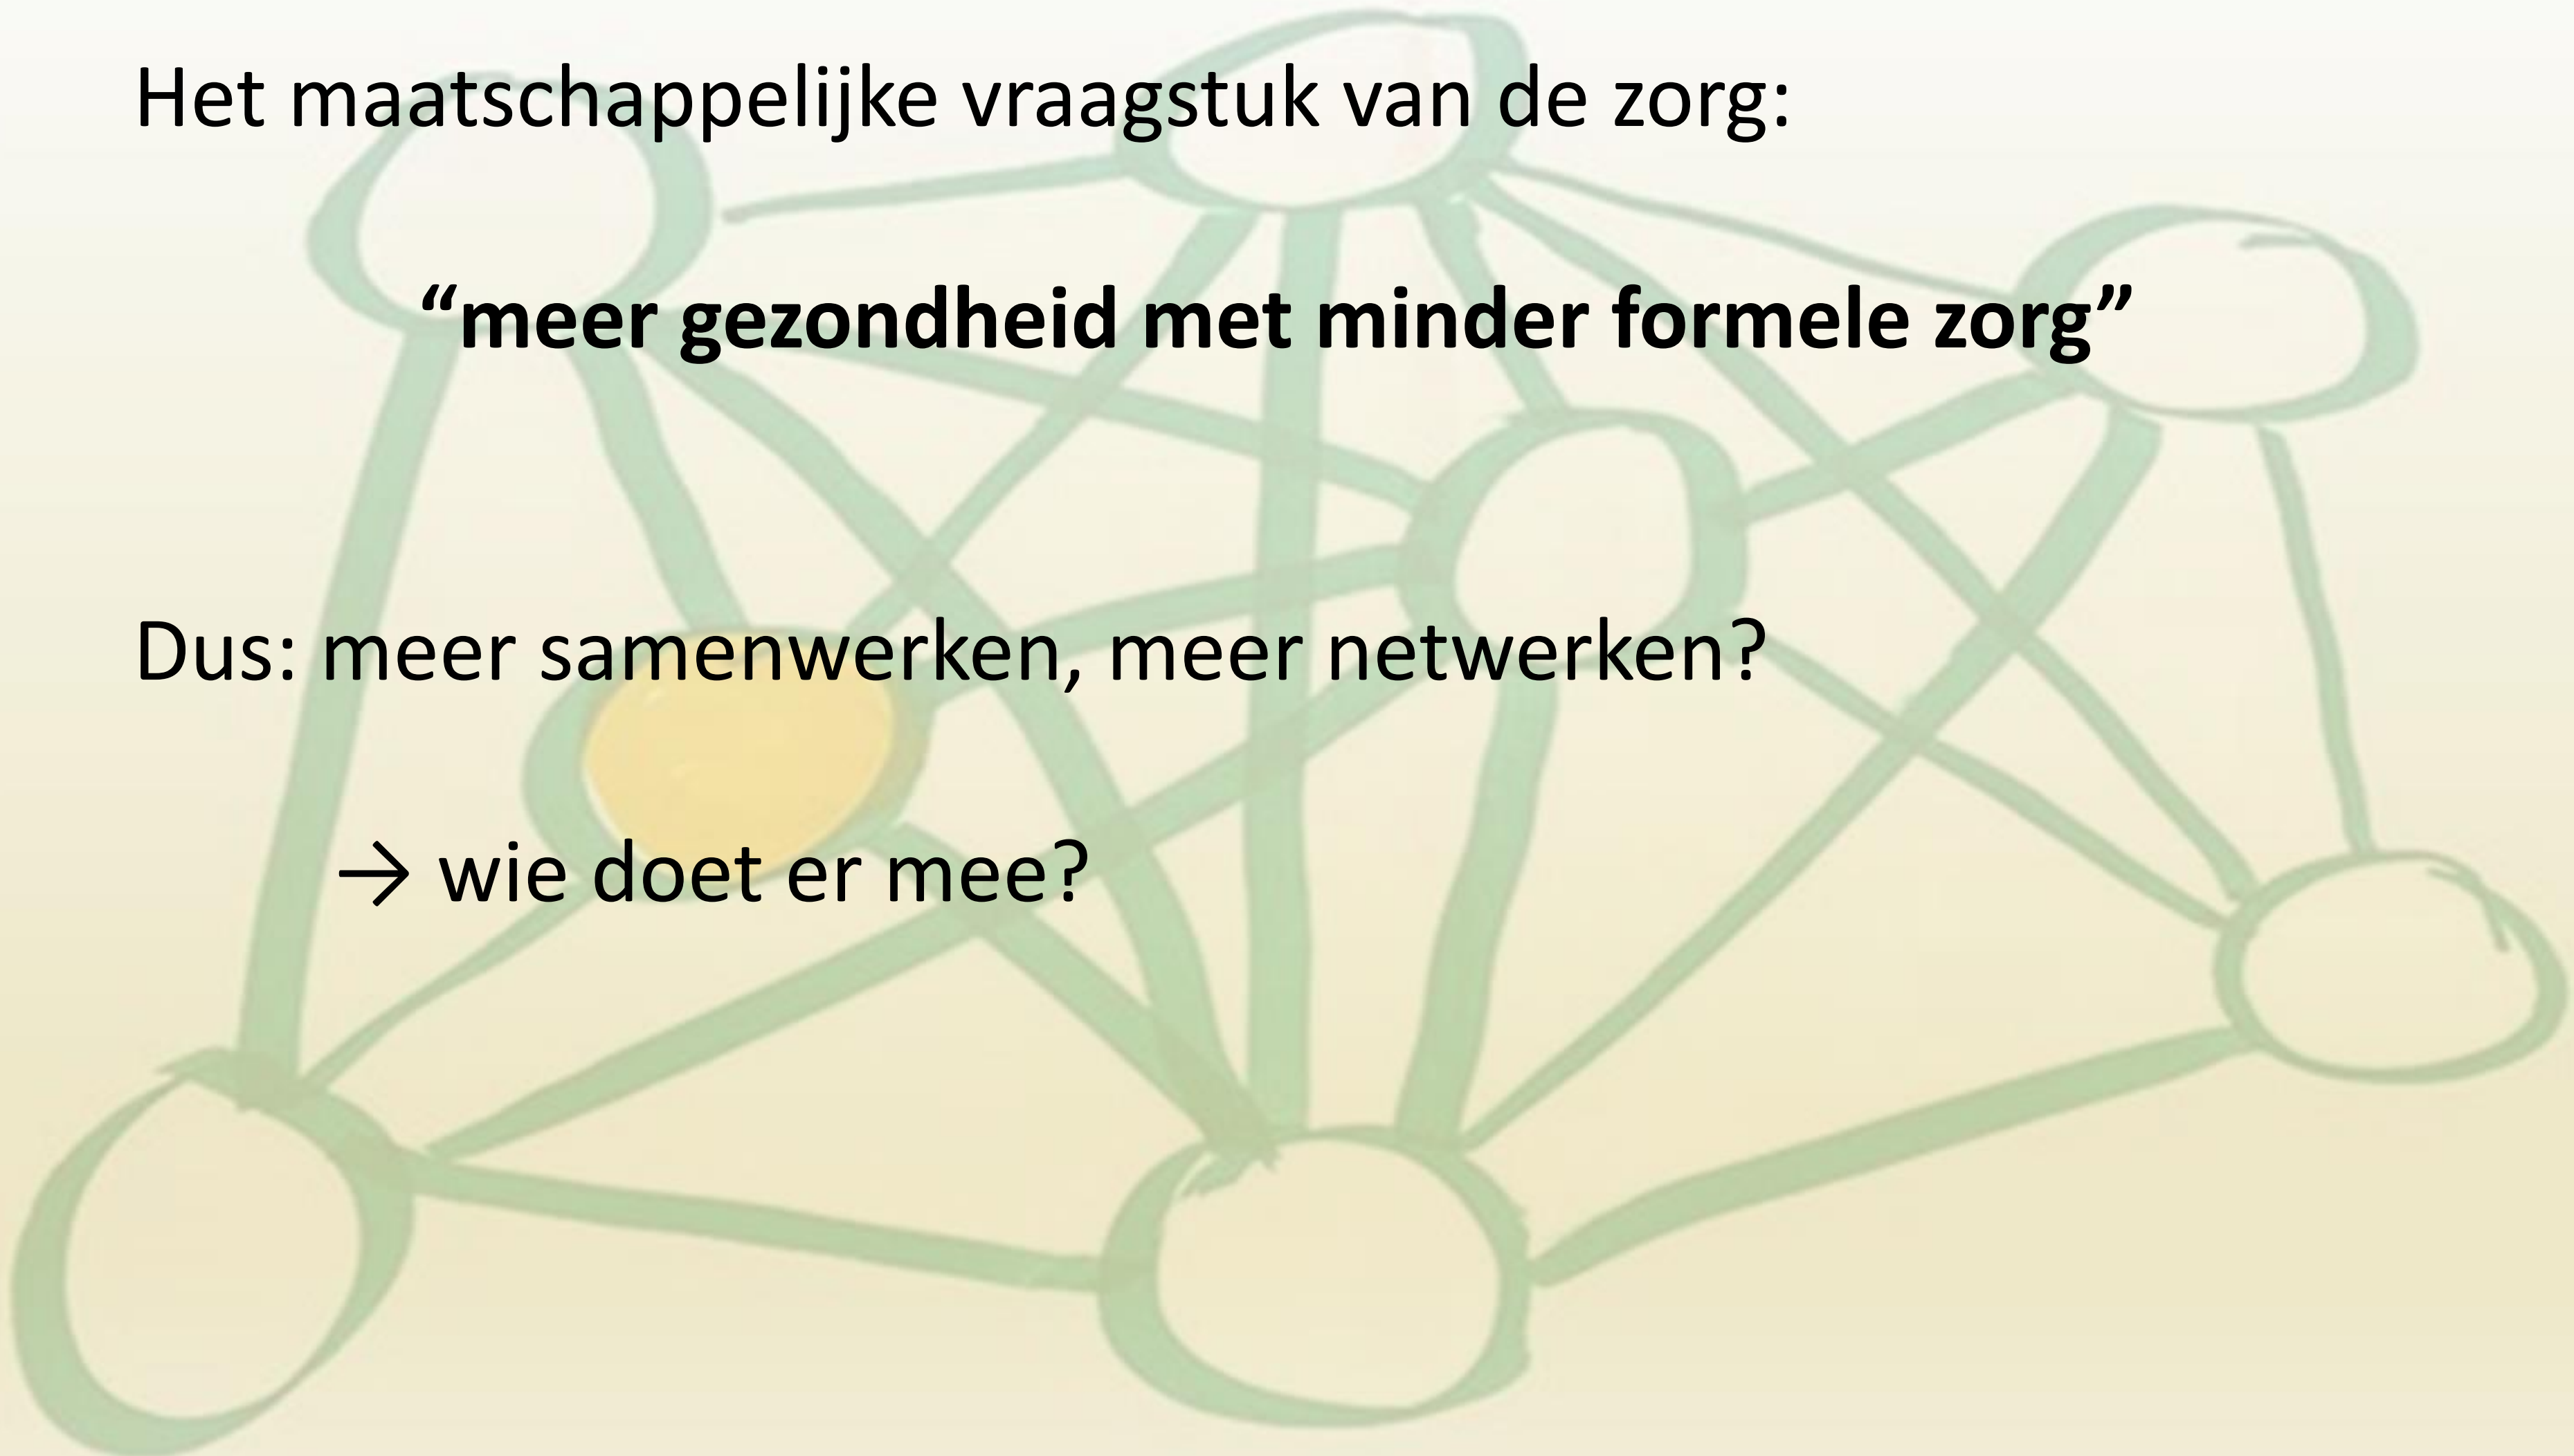 Het maatschappelijke vraagstuk van de zorg:
“meer gezondheid met minder formele zorg”
Dus: meer samenwerken, meer netwerken?
→ wie doet er mee?